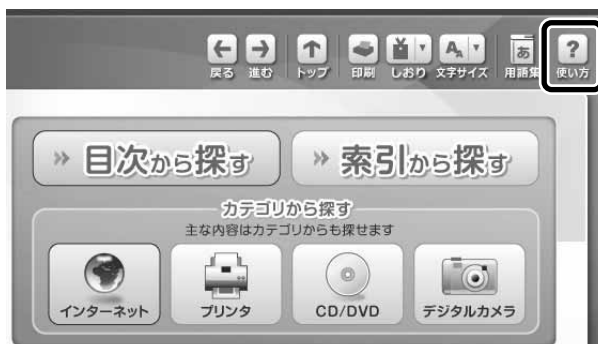 戻る 進む トップ 印刷 しおり 文字サイズ 用語集 使い方
目次から探す 索引から探す
カテゴリから探す
主な内容はカテゴリからも探せます
インターネット プリンタ CD/DVD デジタルカメラ